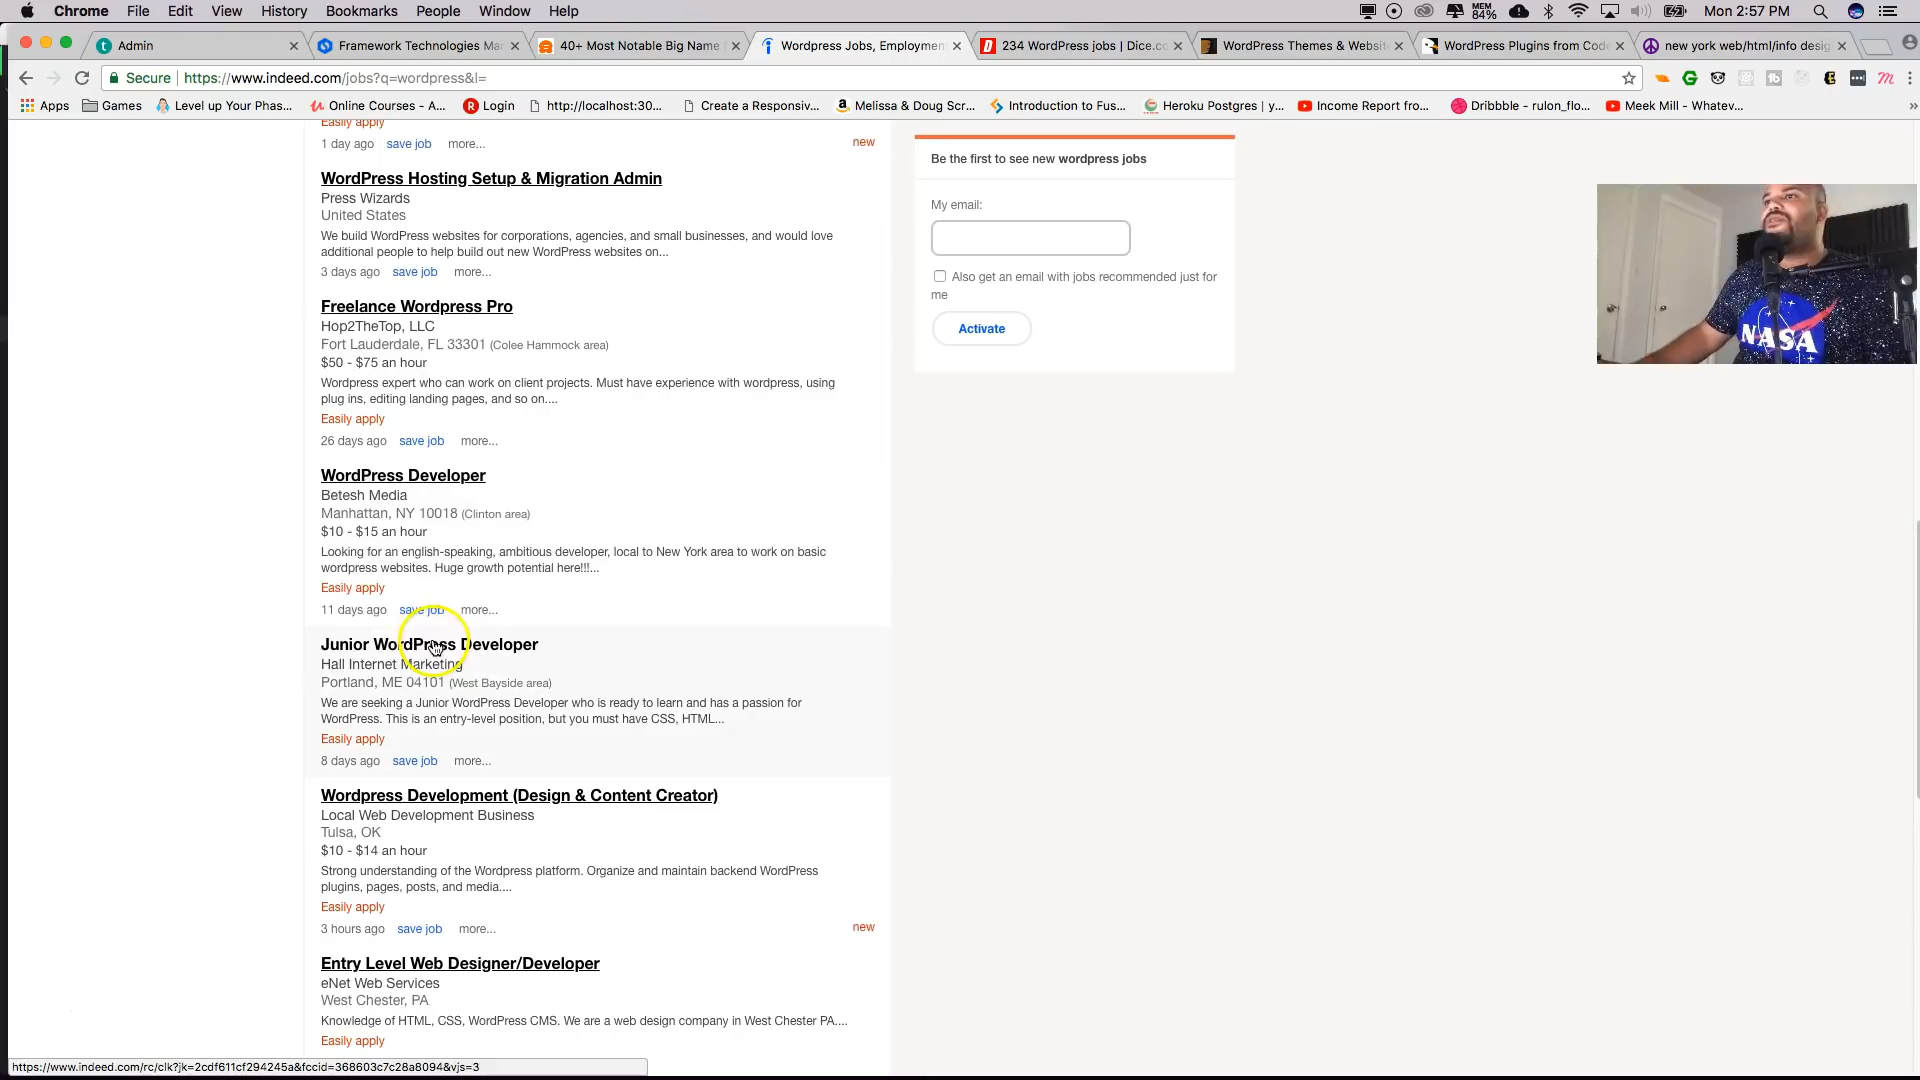 Chrome File Edit View History Bookmarks People Window Help MEM 84% Mon 2:57 PM
Admin Framework Technologies Ma 40+ Most Notable Big Name Wordpress Jobs, Employmen 234 WordPress jobs | Dice.co WordPress Themes & Website WordPress Plugins from Code new york web/html/info desig
Secure https://www.indeed.com/jobs?q=wordpress&l=
Apps Games Level up Your Phas... Online Courses - A... Login http://localhost:30... Create a Responsiv... Melissa & Doug Scr... Introduction to Fus... Heroku Postgres | y... Income Report fro... Dribbble - rulon_flo... Meek Mill - Whatev... »
Easily apply
1 day ago save job more... new
WordPress Hosting Setup & Migration Admin
Press Wizards
United States
We build WordPress websites for corporations, agencies, and small businesses, and would love
additional people to help build out new WordPress websites on...
3 days ago save job more...
Freelance Wordpress Pro
Hop2TheTop, LLC
Fort Lauderdale, FL 33301 (Colee Hammock area)
$50 - $75 an hour
Wordpress expert who can work on client projects. Must have experience with wordpress, using
plug ins, editing landing pages, and so on....
Easily apply
26 days ago save job more...
WordPress Developer
Betesh Media
Manhattan, NY 10018 (Clinton area)
$10 - $15 an hour
Looking for an english-speaking, ambitious developer, local to New York area to work on basic
wordpress websites. Huge growth potential here!!!...
Easily apply
11 days ago save job more...
Junior WordPress Developer
Hall Internet Marketing
Portland, ME 04101 (West Bayside area)
We are seeking a Junior WordPress Developer who is ready to learn and has a passion for
WordPress. This is an entry-level position, but you must have CSS, HTML...
Easily apply
8 days ago save job more...
Wordpress Development (Design & Content Creator)
Local Web Development Business
Tulsa, OK
$10 - $14 an hour
Strong understanding of the Wordpress platform. Organize and maintain backend WordPress
plugins, pages, posts, and media....
Easily apply
3 hours ago save job more... new
Entry Level Web Designer/Developer
eNet Web Services
West Chester, PA
Knowledge of HTML, CSS, WordPress CMS. We are a web design company in West Chester PA....
Easily apply
https://www.indeed.com/rc/clk?jk=2cdf611cf294245a&fccid=368603c7c28a8094&vjs=3
Be the first to see new wordpress jobs
My email:
Also get an email with jobs recommended just for
me
Activate
NASA